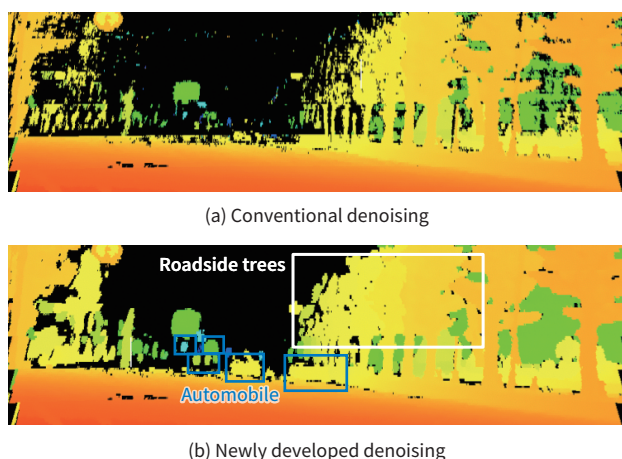 (a) Conventional denoising
Roadside trees
Automobile
(b) Newly developed denoising